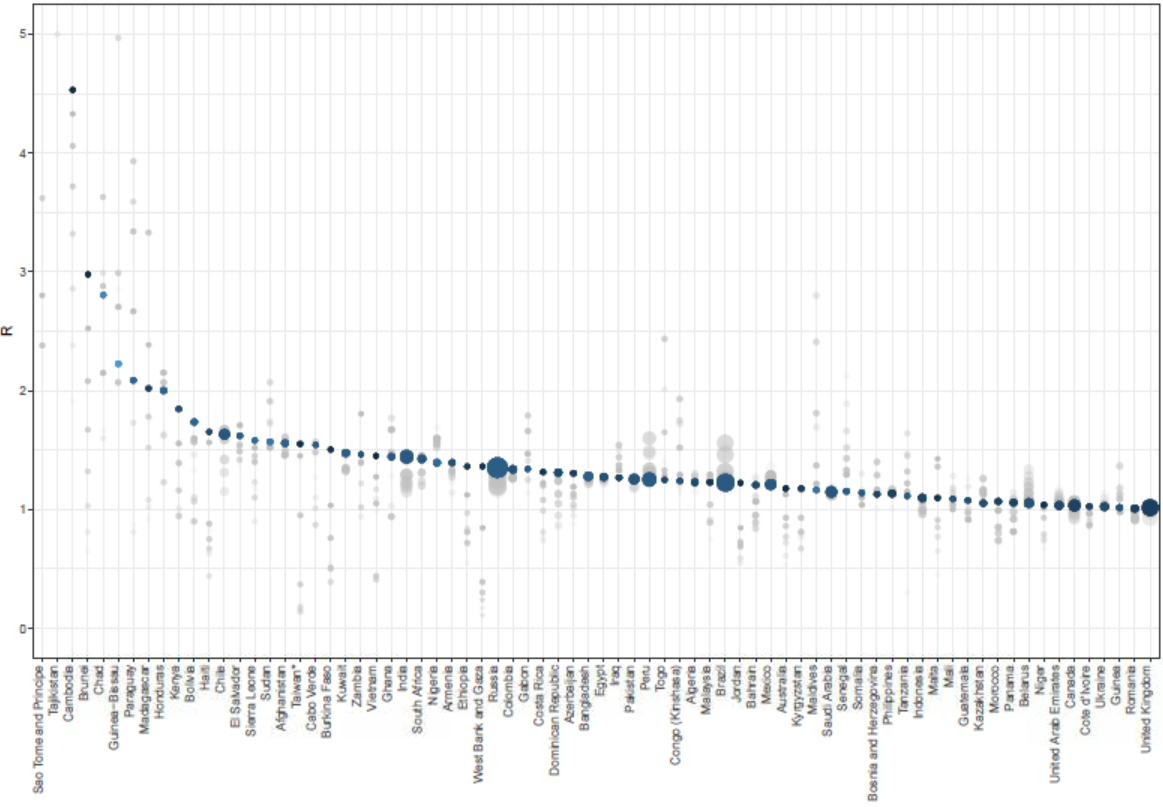 5
4
3
2
1
0
R
Sao Tome and Principe
Tajikistan
Cambodia
Brunei
Chad
Guinea-Bissau
Paraguay
Madagascar
Honduras
Kenya
Bolivia
Haiti
Chile
El Salvador
Sierra Leone
Sudan
Afghanistan
Taiwan*
Cabo Verde
Burkina Faso
Kuwait
Zambia
Vietnam
Ghana
India
South Africa
Nigeria
Armenia
Ethiopia
West Bank and Gaza
Russia
Colombia
Gabon
Costa Rica
Dominican Republic
Azerbaijan
Bangladesh
Egypt
Iraq
Pakistan
Peru
Togo
Congo (Kinshasa)
Algeria
Malaysia
Brazil
Jordan
Bahrain
Mexico
Australia
Kyrgyzstan
Maldives
Saudi Arabia
Senegal
Somalia
Bosnia and Herzegovina
Philippines
Tanzania
Indonesia
Malta
Mali
Guatemala
Kazakhstan
Morocco
Panama
Belarus
Niger
United Arab Emirates
Canada
Cote d'Ivoire
Ukraine
Guinea
Romania
United Kingdom